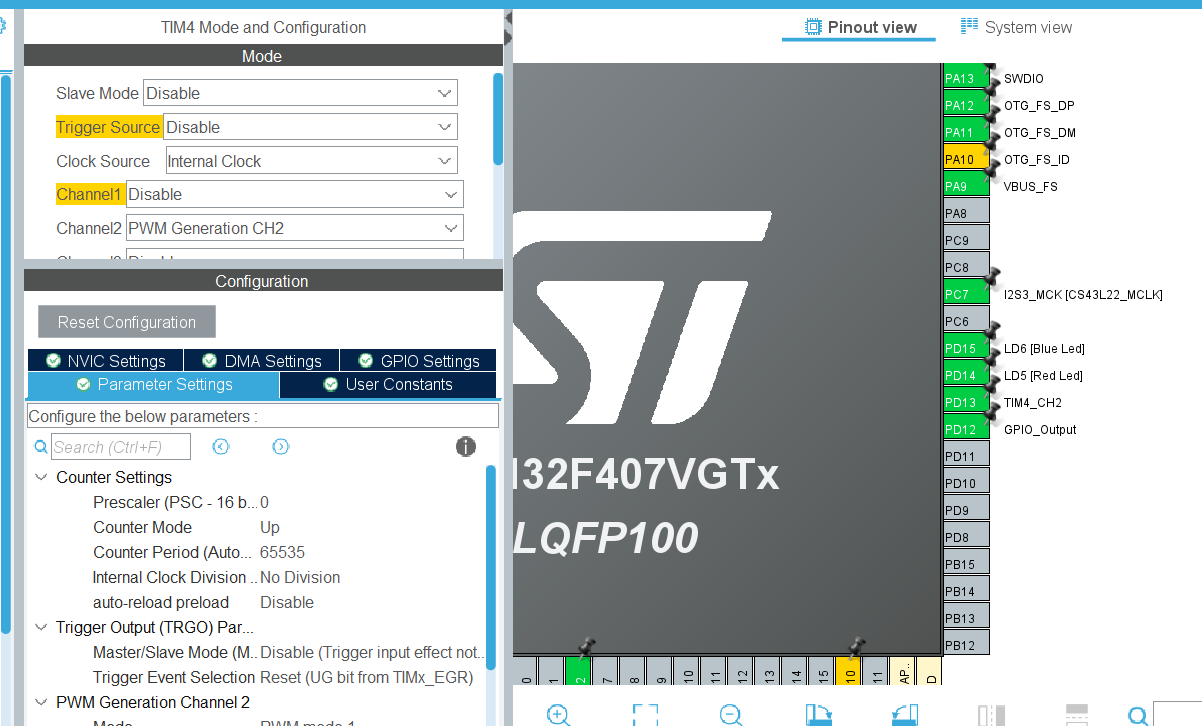 TIM4 Mode and Configuration
Mode
Slave Mode Disable
Trigger Source Disable
Clock Source Internal Clock
Channel1 Disable
Channel2 PWM Generation CH2
Configuration
Reset Configuration
NVIC Settings DMA Settings GPIO Settings
Parameter Settings User Constants
Configure the below parameters :
Search (Ctrl+F)
Counter Settings
Prescaler (PSC - 16 b... 0
Counter Mode Up
Counter Period (Auto... 65535
Internal Clock Division .. No Division
auto-reload preload Disable
Trigger Output (TRGO) Par...
Master/Slave Mode (M.. Disable (Trigger input effect not..
Trigger Event Selection Reset (UG bit from TIMx_EGR)
PWM Generation Channel 2
Mode PWM mode 1
Pinout view System view
PA13 SWDIO
PA12 OTG_FS_DP
PA11 OTG_FS_DM
PA10 OTG_FS_ID
PA9 VBUS_FS
PA8
PC9
PC8
PC7 I2S3_MCK [CS43L22_MCLK]
PC6
PD15 LD6 [Blue Led]
PD14 LD5 [Red Led]
PD13 TIM4_CH2
PD12 GPIO_Output
PD11
PD10
PD9
PD8
PB15
PB14
PB13
PB12
ST
32F407VGTx
LQFP100
0 1 2 7 8 9 10 11 12 13 14 15 10 11 AP.. D